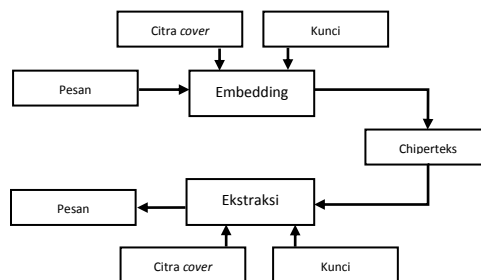 Citra cover
Kunci
Pesan
Embedding
Chiperteks
Pesan
Ekstraksi
Citra cover
Kunci